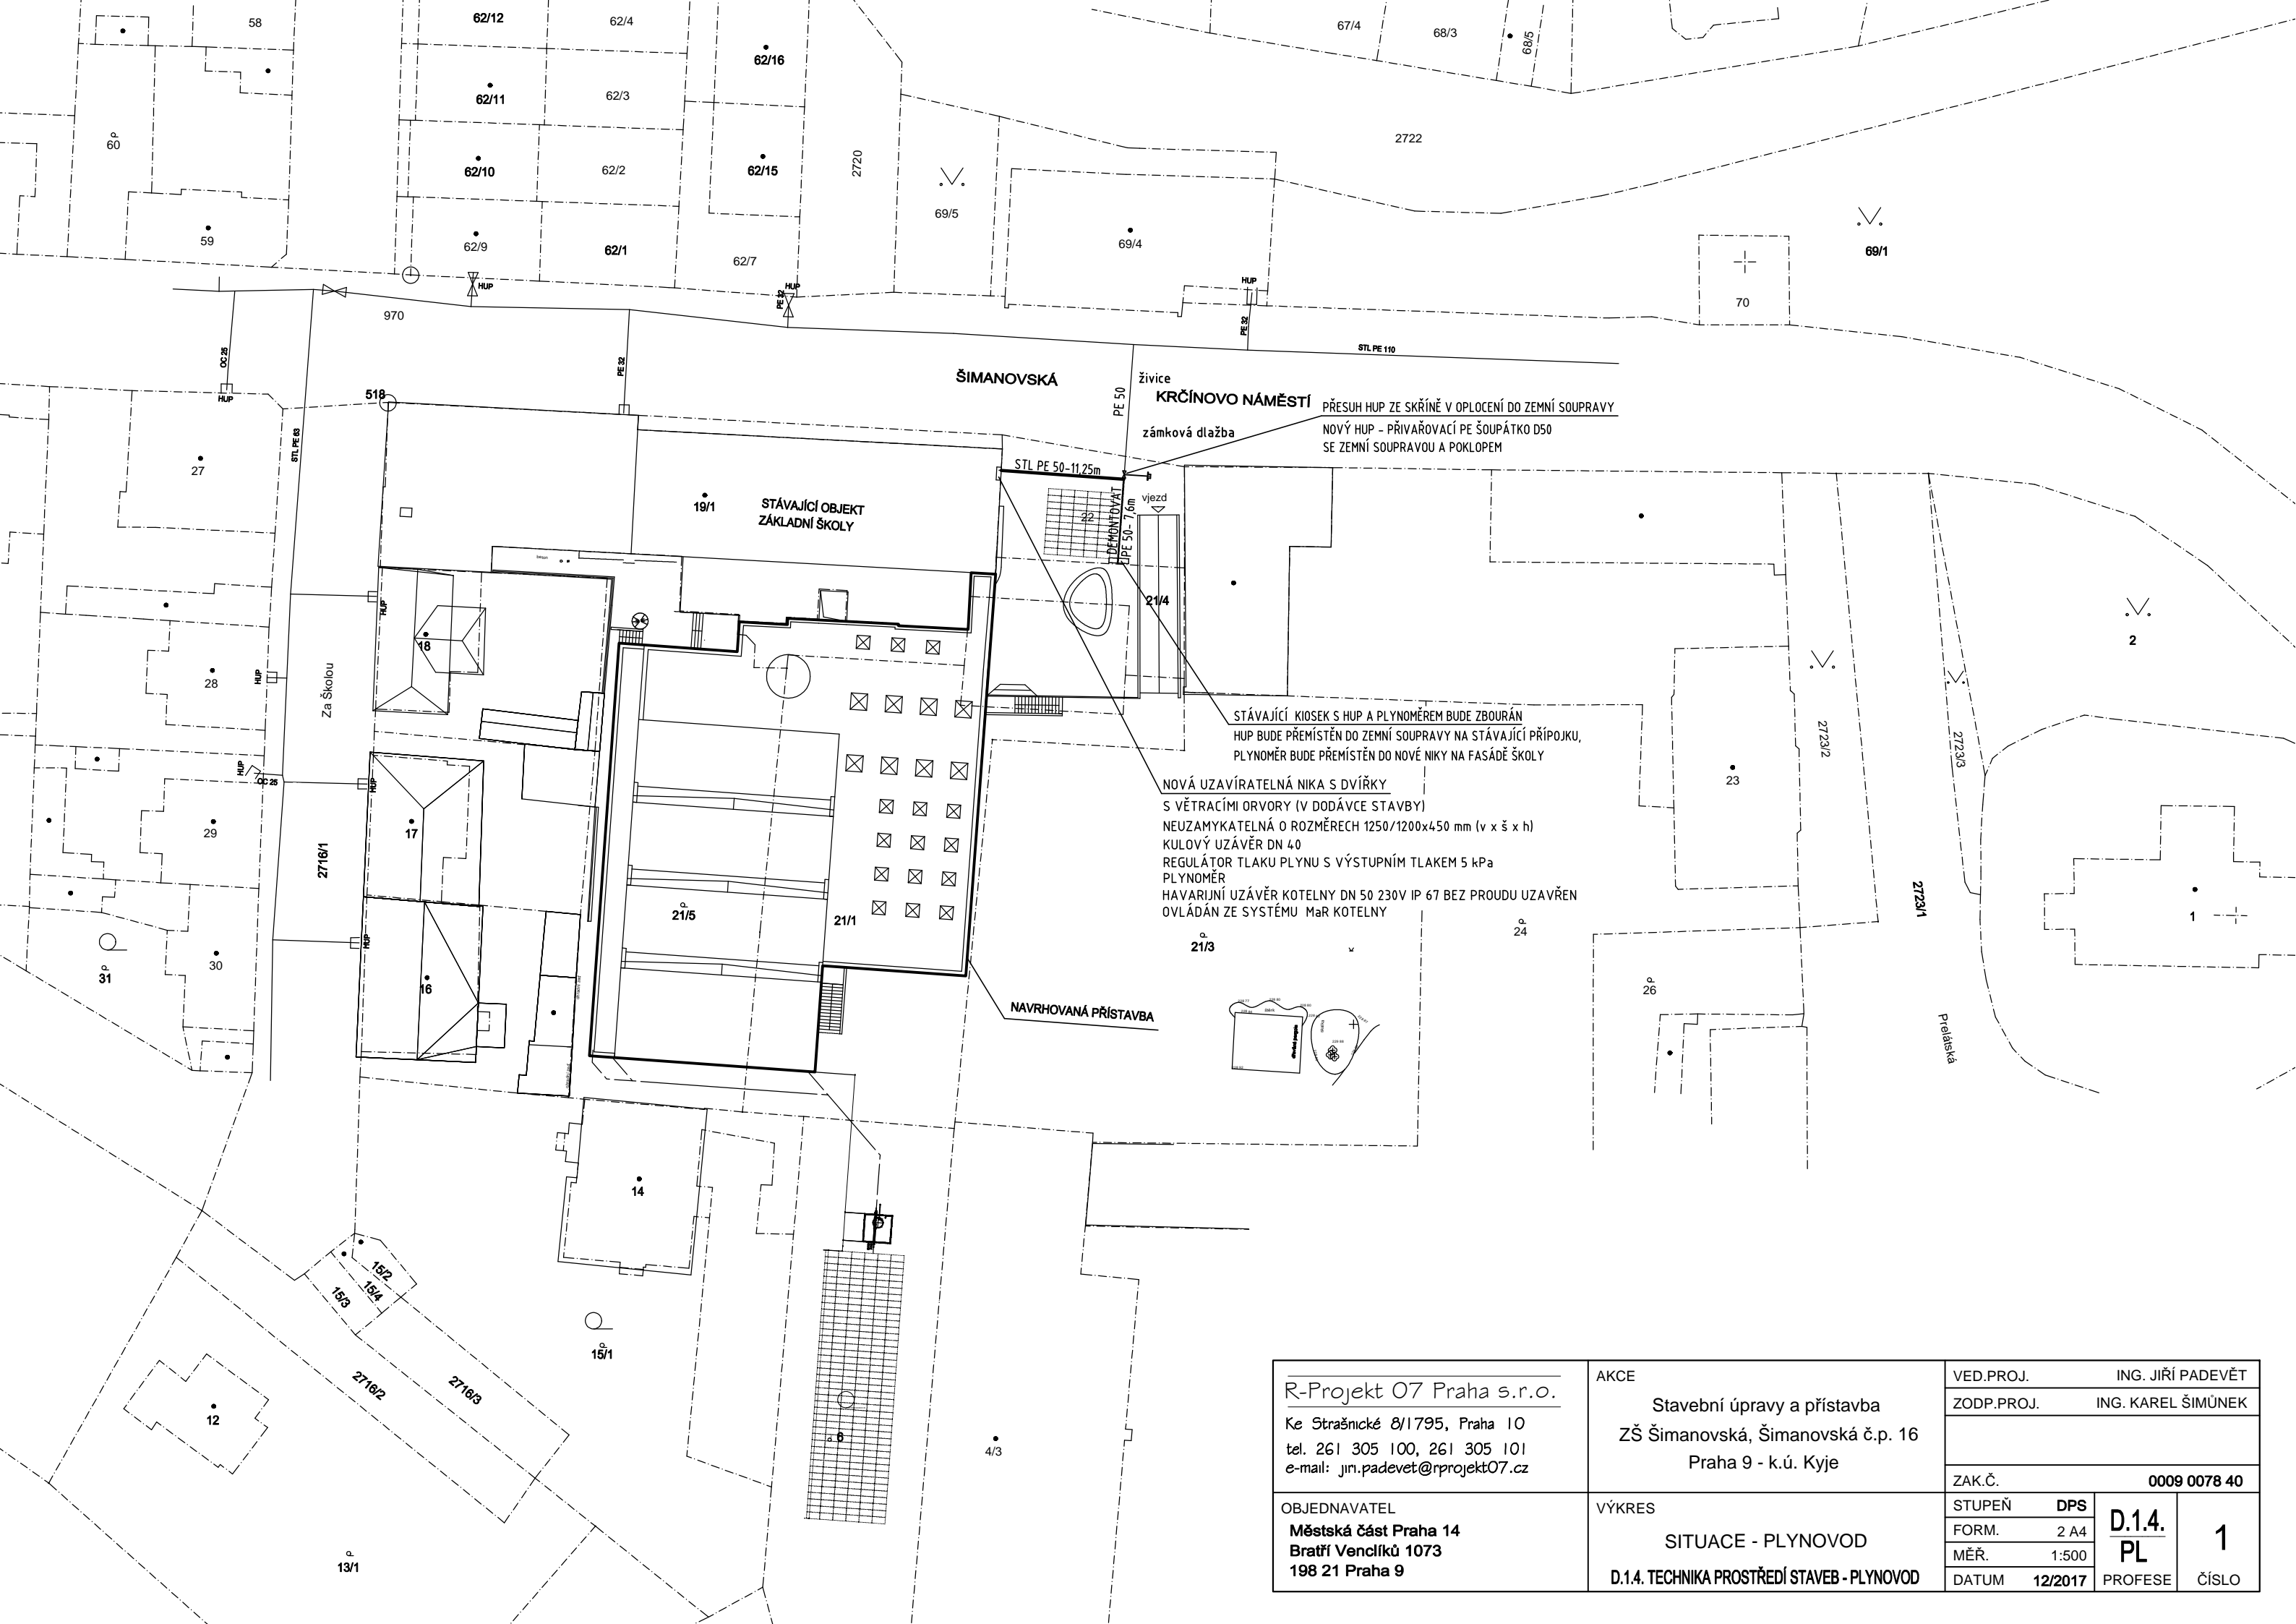 58
62/12
62/4
67/4
68/3
68/5
62/16
62/11
62/3
60
62/10
62/2
62/15
2720
2722
69/5
59
62/9
62/1
62/7
69/4
69/1
HUP
PE 32
HUP
HUP
70
970
OC 25
PE 32
PE 32
STL PE 110
ŠIMANOVSKÁ
živice
KRČÍNOVO NÁMĚSTÍ
PE 50
HUP
518
zámková dlažba
PŘESUH HUP ZE SKŘÍNĚ V OPLOCENÍ DO ZEMNÍ SOUPRAVY
NOVÝ HUP - PŘIVAŘOVACÍ PE ŠOUPÁTKO D50
SE ZEMNÍ SOUPRAVOU A POKLOPEM
STL PE 63
27
STL PE 50-11,25m
19/1
STÁVAJÍCÍ OBJEKT
ZÁKLADNÍ ŠKOLY
22
DEMONTOVAT
PE 50- 7,6m
vjezd
21/4
HUP
18
2
28
HUP
Za Školou
STÁVAJÍCÍ KIOSEK S HUP A PLYNOMĚREM BUDE ZBOURÁN
HUP BUDE PŘEMÍSTĚN DO ZEMNÍ SOUPRAVY NA STÁVAJÍCÍ PŘÍPOJKU,
PLYNOMĚR BUDE PŘEMÍSTĚN DO NOVÉ NIKY NA FASÁDĚ ŠKOLY
2723/2
2723/3
23
HUP
OC 25
HUP
NOVÁ UZAVÍRATELNÁ NIKA S DVÍŘKY
S VĚTRACÍMI ORVORY (V DODÁVCE STAVBY)
NEUZAMYKATELNÁ O ROZMĚRECH 1250/1200x450 mm (v x š x h)
KULOVÝ UZÁVĚR DN 40
REGULÁTOR TLAKU PLYNU S VÝSTUPNÍM TLAKEM 5 kPa
PLYNOMĚR
HAVARIJNÍ UZÁVĚR KOTELNY DN 50 230V IP 67 BEZ PROUDU UZAVŘEN
OVLÁDÁN ZE SYSTÉMU MaR KOTELNY
29
17
2716/1
21/5
21/1
2723/1
1
HUP
21/3
24
30
31
16
26
NAVRHOVANÁ PŘÍSTAVBA
Prelátská
14
15/2
15/4
15/3
15/1
2716/2
2716/3
12
6
4/3
13/1
R-Projekt 07 Praha s.r.o.
Ke Strašnické 8/1795, Praha 10
tel. 261 305 100, 261 305 101
e-mail: jiri.padevet@rprojekt07.cz
OBJEDNAVATEL
Městská část Praha 14
Bratří Venclíků 1073
198 21 Praha 9
AKCE
Stavební úpravy a přístavba
ZŠ Šimanovská, Šimanovská č.p. 16
Praha 9 - k.ú. Kyje
VÝKRES
SITUACE - PLYNOVOD
D.1.4. TECHNIKA PROSTŘEDÍ STAVEB - PLYNOVOD
VED.PROJ. ING. JIŘÍ PADEVĚT
ZODP.PROJ. ING. KAREL ŠIMŮNEK
ZAK.Č. 0009 0078 40
STUPEŇ DPS
FORM. 2 A4
MĚŘ. 1:500
DATUM 12/2017
D.1.4.
PL
PROFESE
1
ČÍSLO